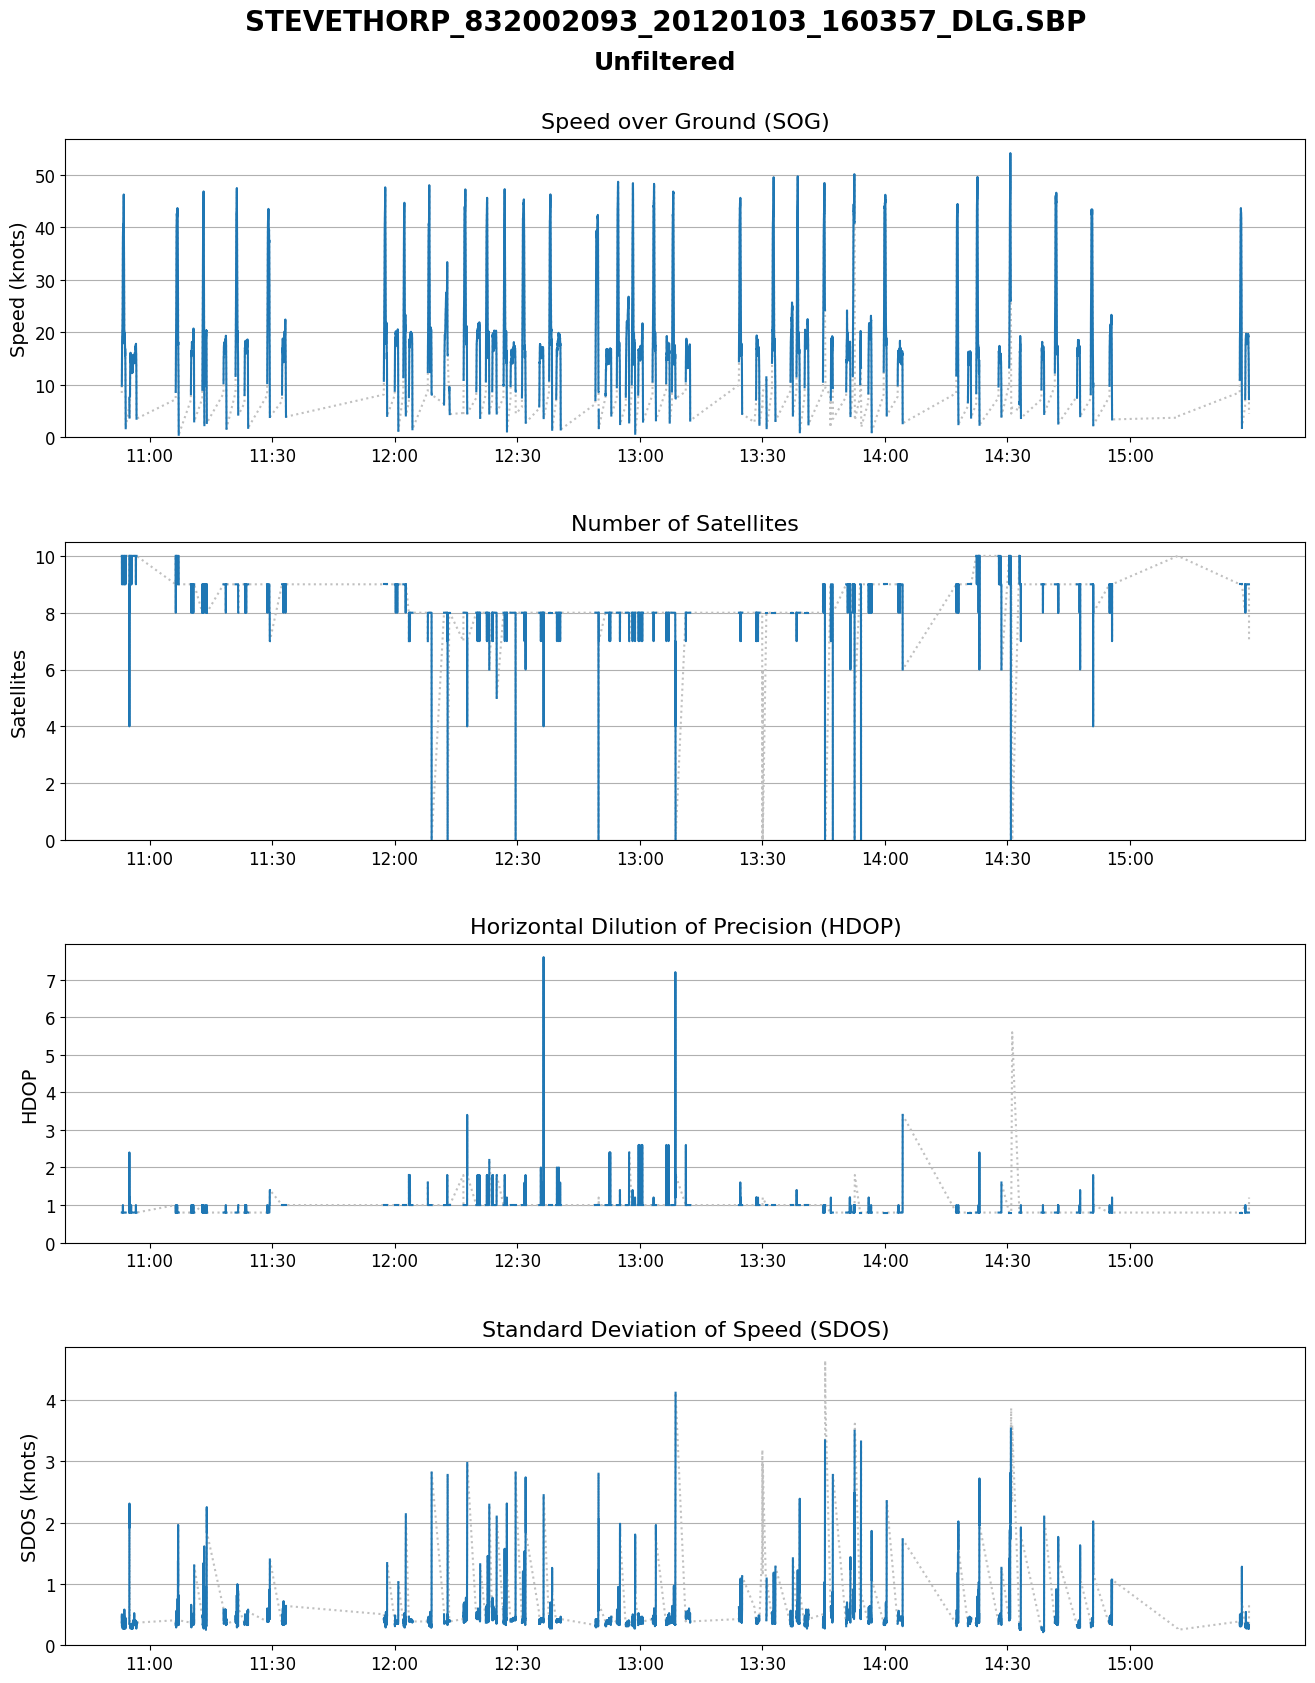 STEVETHORP_832002093_20120103_160357_DLG.SBP
Unfiltered
Speed over Ground (SOG)
Speed (knots)
50
40
30
20
10
0
11:00 11:30 12:00 12:30 13:00 13:30 14:00 14:30 15:00
Number of Satellites
Satellites
10
8
6
4
2
0
11:00 11:30 12:00 12:30 13:00 13:30 14:00 14:30 15:00
Horizontal Dilution of Precision (HDOP)
HDOP
7
6
5
4
3
2
1
0
11:00 11:30 12:00 12:30 13:00 13:30 14:00 14:30 15:00
Standard Deviation of Speed (SDOS)
SDOS (knots)
4
3
2
1
0
11:00 11:30 12:00 12:30 13:00 13:30 14:00 14:30 15:00